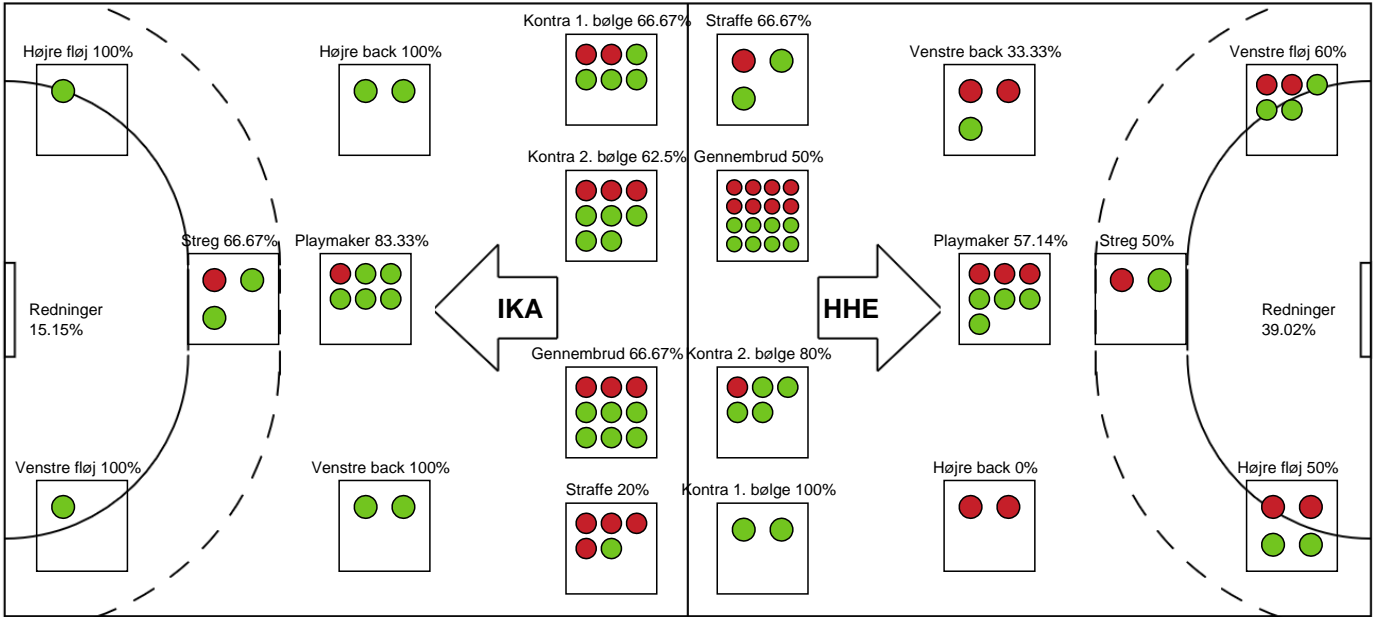 Kontra 1. bølge 66.67%
Straffe 66.67%
Højre fløj 100%
Højre back 100%
Venstre back 33.33%
Venstre fløj 60%
Kontra 2. bølge 62.5%
Gennembrud 50%
Streg 66.67%
Playmaker 83.33%
Playmaker 57.14%
Streg 50%
Redninger
15.15%
IKA
HHE
Redninger
39.02%
Gennembrud 66.67%
Kontra 2. bølge 80%
Venstre fløj 100%
Venstre back 100%
Højre back 0%
Højre fløj 50%
Straffe 20%
Kontra 1. bølge 100%